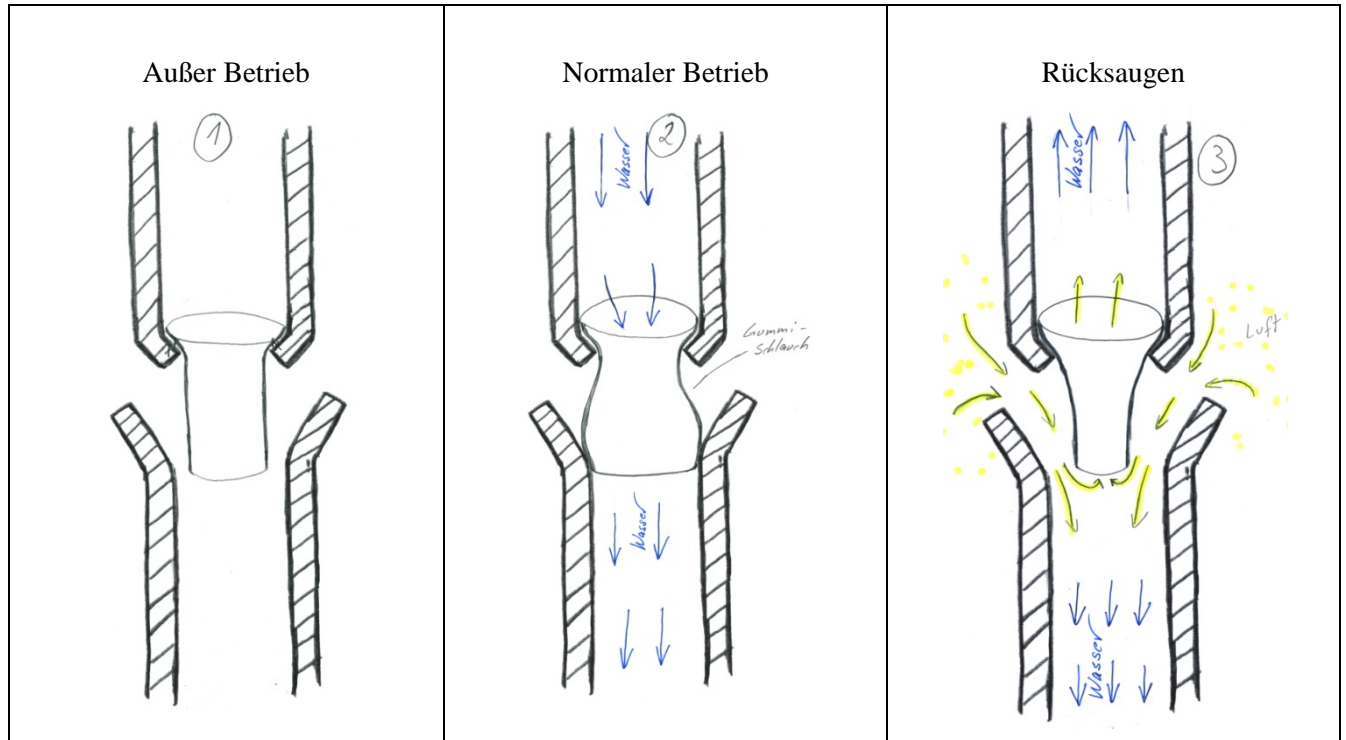 Außer Betrieb
1
Normaler Betrieb
2
Wasser
Gummi-
Schlauch
Wasser
Rücksaugen
3
Wasser
Luft
Wasser